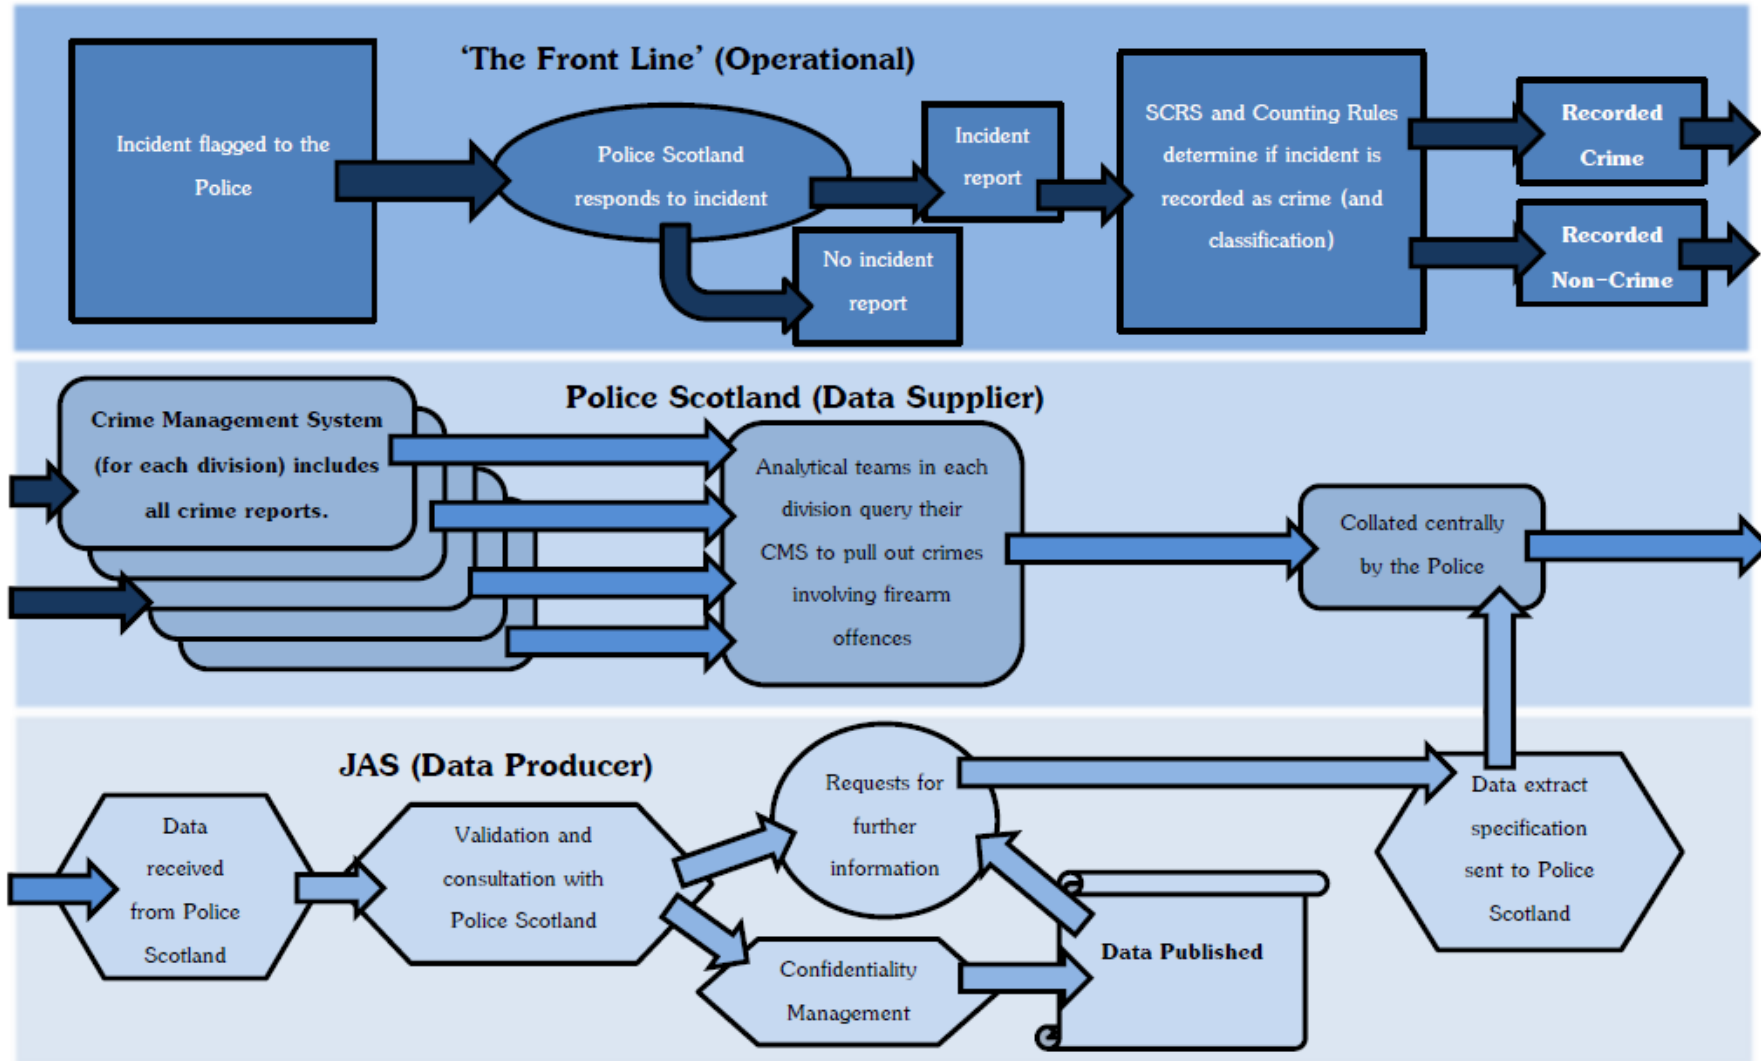 'The Front Line' (Operational)
Incident flagged to the
Police
Police Scotland
responds to incident
Incident
report
No incident
report
SCRS and Counting Rules
determine if incident is
recorded as crime (and
classification)
Recorded
Crime
Recorded
Non-Crime
Police Scotland (Data Supplier)
Crime Management System
(for each division) includes
all crime reports.
Analytical teams in each
division query their
CMS to pull out crimes
involving firearm
offences
Collated centrally
by the Police
JAS (Data Producer)
Data
received
from Police
Scotland
Validation and
consultation with
Police Scotland
Requests for
further
information
Confidentiality
Management
Data Published
Data extract
specification
sent to Police
Scotland